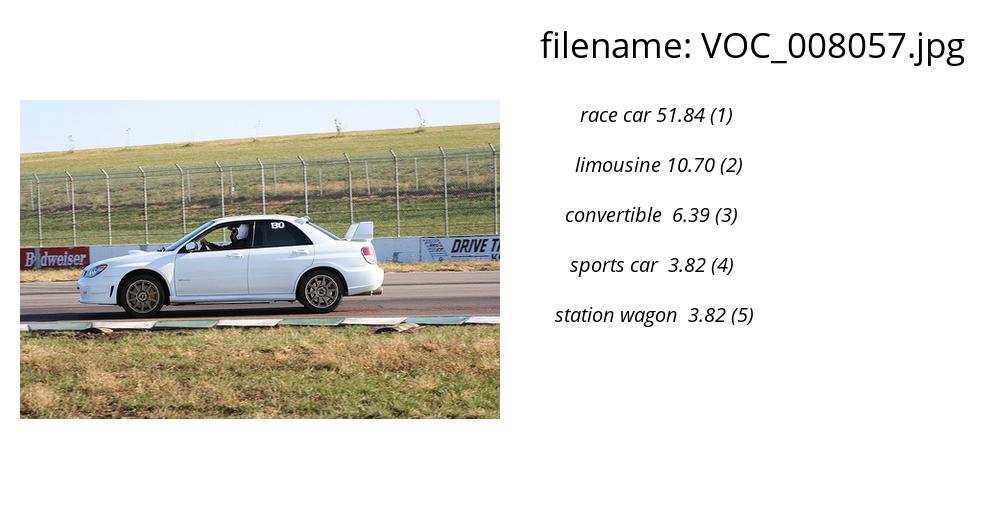 filename: VOC_008057.jpg
race car 51.84 (1)
limousine 10.70 (2)
convertible 6.39 (3)
sports car 3.82 (4)
station wagon 3.82 (5)
130
Budweiser
DRIVE